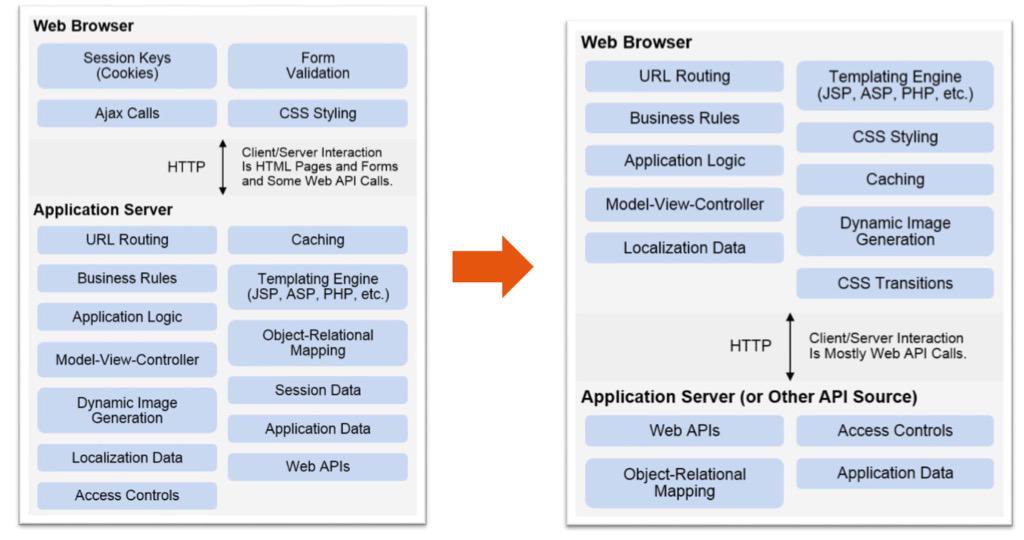 Web Browser
Session Keys
(Cookies)
Form
Validation
Ajax Calls
CSS Styling
HTTP
Client/Server Interaction
Is HTML Pages and Forms
and Some Web API Calls.
Application Server
URL Routing
Caching
Business Rules
Templating Engine
(JSP, ASP, PHP, etc.)
Application Logic
Object-Relational
Mapping
Model-View-Controller
Session Data
Dynamic Image
Generation
Application Data
Localization Data
Web APIs
Access Controls
Web Browser
URL Routing
Templating Engine
(JSP, ASP, PHP, etc.)
Business Rules
CSS Styling
Application Logic
Caching
Model-View-Controller
Dynamic Image
Generation
Localization Data
CSS Transitions
HTTP
Client/Server Interaction
Is Mostly Web API Calls.
Application Server (or Other API Source)
Web APIs
Access Controls
Object-Relational
Mapping
Application Data